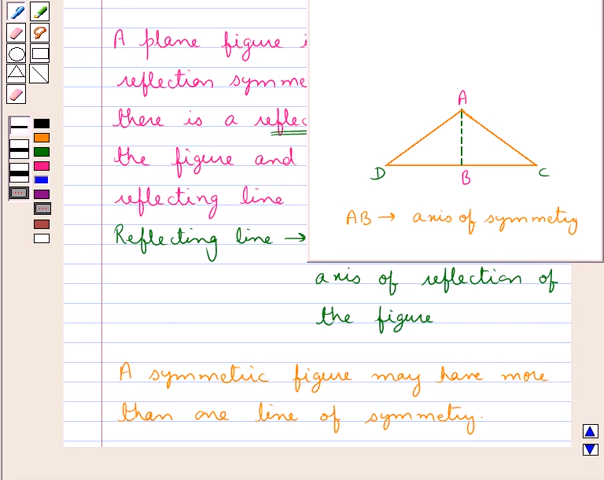 A plane figure i
reflection symme
there is a reflec
the figure and
reflecting line
Reflecting line →
axis of reflection of
the figure
A symmetric figure may have more
than one line of symmetry.
A
D
B
C
AB → axis of symmetry